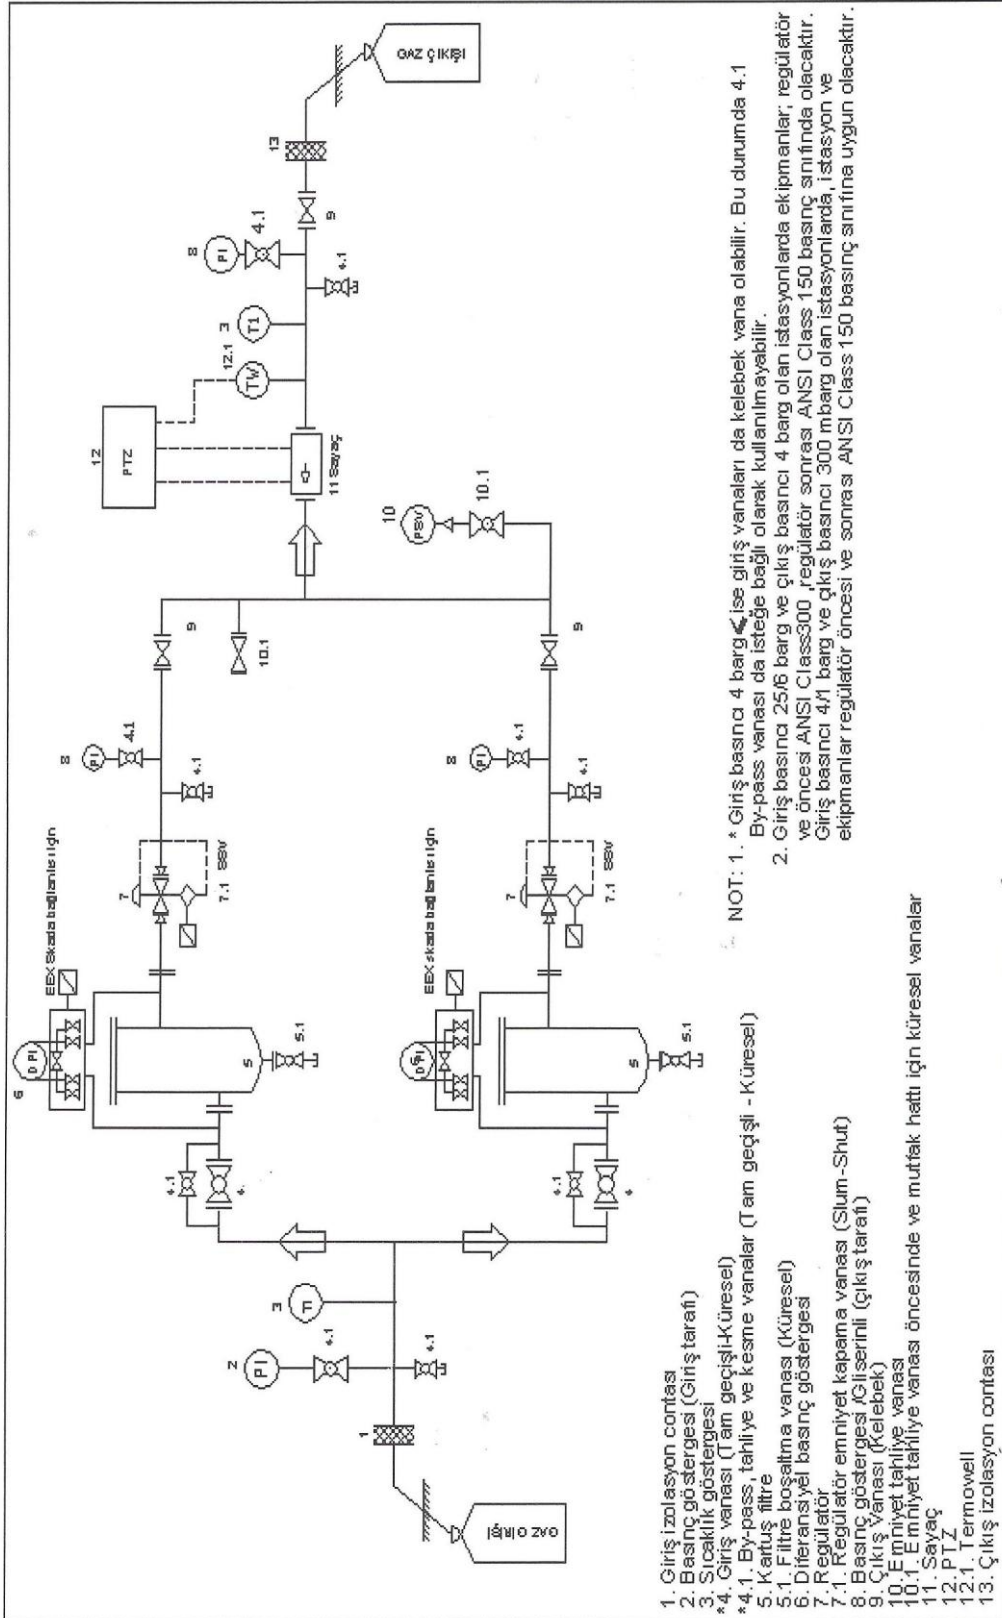 GAZ GİRİŞİ
1
2
PI
4.1
4.1
3
TI
4.1
4.
6
DPI
EEX Skada bağlantısı için
5
5.1
7
7.1 SSV
8
PI
4.1
4.1
9
10.1
4.1
4
DPI
EEX skada bağlantısı için
5
5.1
7
7.1 SSV
8
PI
4.1
4.1
9
10
PSV
10.1
11 Sayaç
12
PTZ
12.1
TW
3
T1
8
PI
4.1
4.1
9
13
GAZ ÇIKIŞI
1. Giriş izolasyon contası
2. Basınç göstergesi (Giriş tarafı)
3. Sıcaklık göstergesi
*4. Giriş vanası (Tam geçişli-Küresel)
*4.1. By-pass, tahliye ve kesme vanalar (Tam geçişli - Küresel)
5. Kartuş filtre
5.1. Filtre boşaltma vanası (Küresel)
6. Diferansiyel basınç göstergesi
7. Regülatör
7.1. Regülatör emniyet kapama vanası (Slum-Shut)
8. Basınç göstergesi /Gliserinli (çıkış tarafı)
9. Çıkış Vanası (Kelebek)
10. Emniyet tahliye vanası
10.1. Emniyet tahliye vanası öncesinde ve mutfak hattı için küresel vanalar
11. Sayaç
12. PTZ
12.1. Termowell
13. Çıkış izolasyon contası
NOT: 1. * Giriş basıncı 4 barg < ise giriş vanaları da kelebek vana olabilir. Bu durumda 4.1
By-pass vanası da isteğe bağlı olarak kullanılmayabilir.
2. Giriş basıncı 25/6 barg ve çıkış basıncı 4 barg olan istasyonlarda ekipmanlar; regülatör
ve öncesi ANSI Class300 ,regülatör sonrası ANSI Class 150 basınç sınıfında olacaktır.
Giriş basıncı 4/1 barg ve çıkış basıncı 300 mbarg olan istasyonlarda, istasyon ve
ekipmanlar regülatör öncesi ve sonrası ANSI Class 150 basınç sınıfına uygun olacaktır.